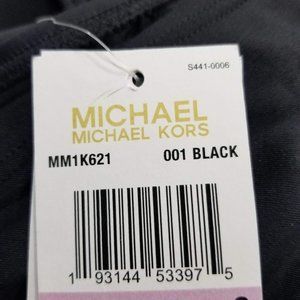 S441-0006
MICHAEL
MICHAEL KORS
MM1K621 001 BLACK
1 93144 53397 5